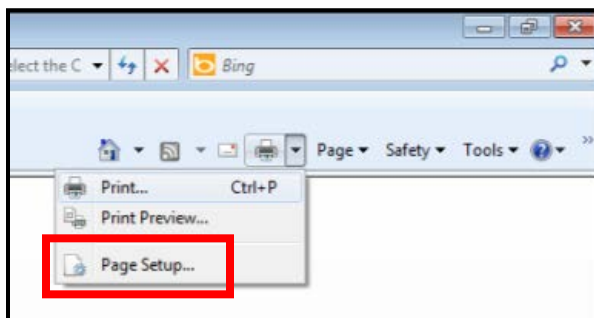 elect the C
Bing
Page Safety Tools
Print... Ctrl+P
Print Preview...
Page Setup...